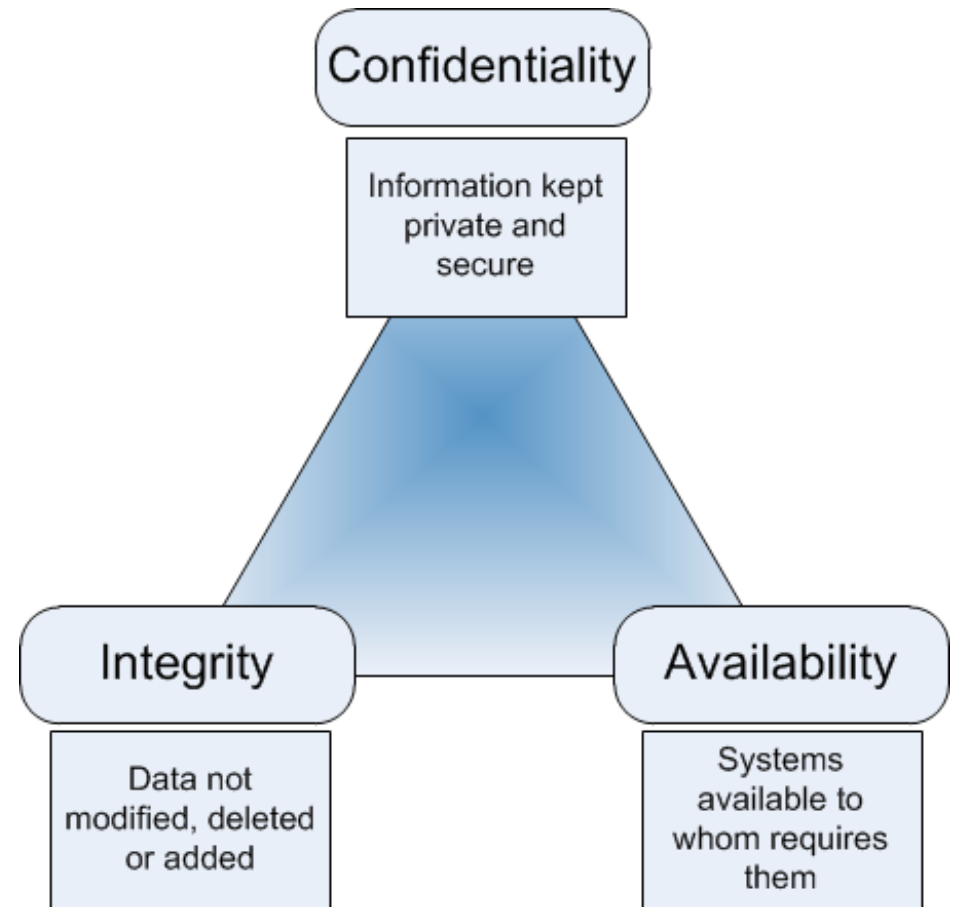 Confidentiality
Information kept
private and
secure
Integrity
Data not
modified, deleted
or added
Availability
Systems
available to
whom requires
them